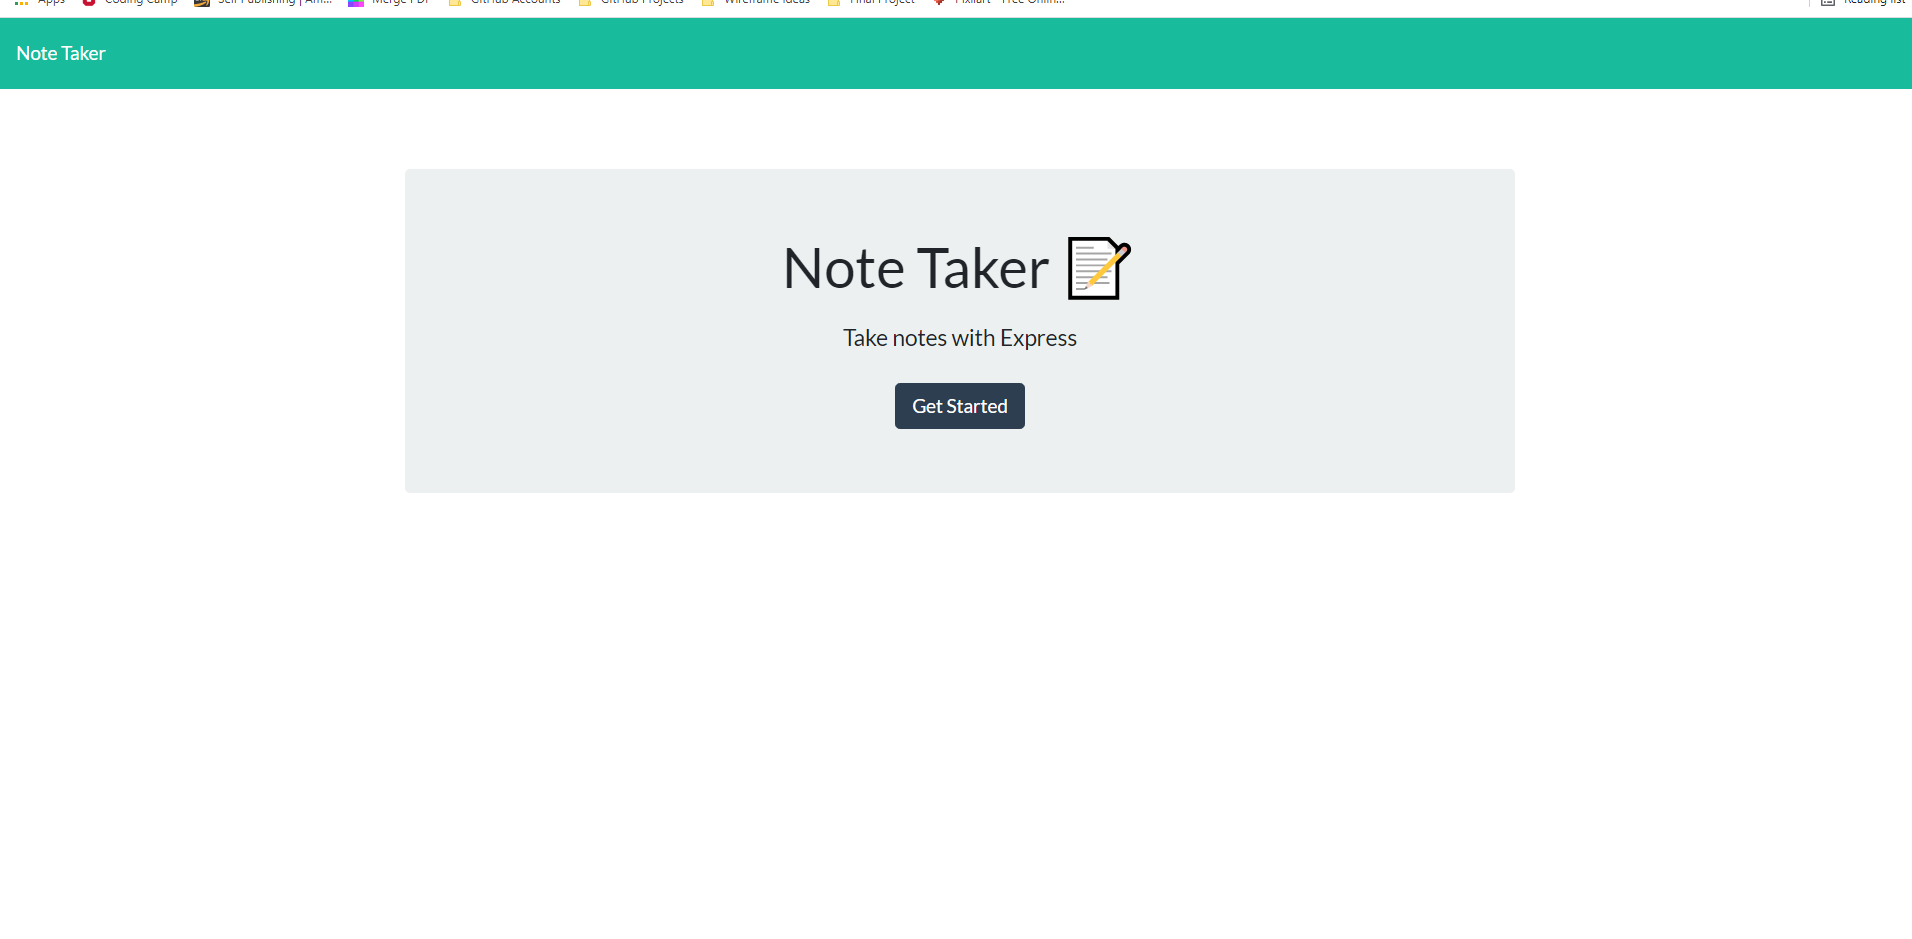 Apps Coding Camp Self Publishing | Am... Merge PDF GitHub Accounts GitHub Projects Wireframe Ideas Final Project Pixilart - Free Onlin... Reading list
Note Taker
Note Taker
Take notes with Express
Get Started